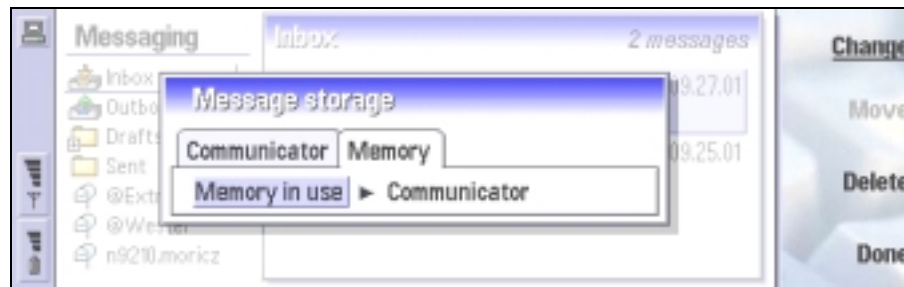 Messaging
Inbox
Drafts
Sent
n9210.moricz
Inbox
2 messages
09.27.01
09.25.01
Message storage
Communicator
Memory
Memory in use ► Communicator
Change
Move
Delete
Done